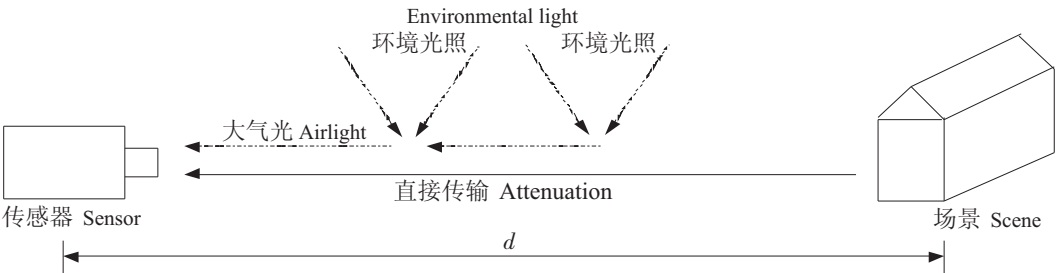 Environmental light
环境光照 环境光照
大气光 Airlight
直接传输 Attenuation
传感器 Sensor
场景 Scene
d